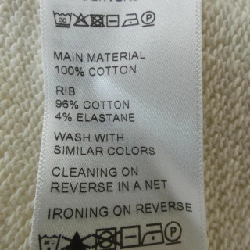 MAIN MATERIAL
100% COTTON
RIB
96% COTTON
4% ELASTANE
WASH WITH
SIMILAR COLORS
CLEANING ON
REVERSE IN A NET
IRONING ON REVERSE